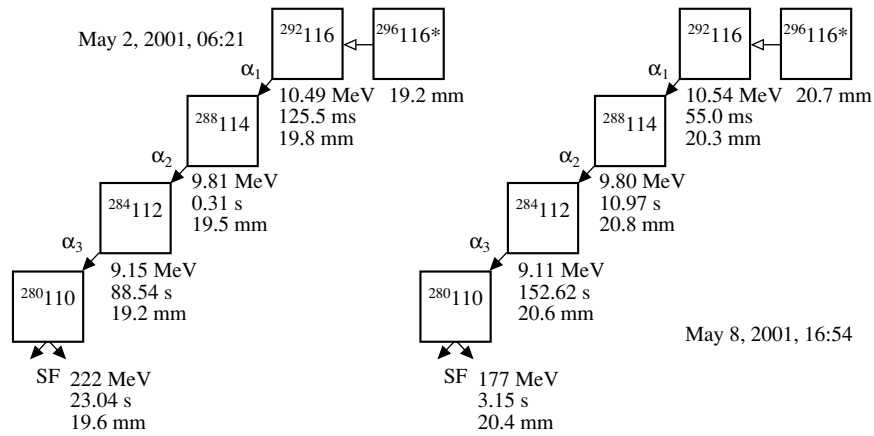 May 2, 2001, 06:21
²⁹²116
²⁹⁶116*
α₁
10.49 MeV
125.5 ms
19.8 mm
19.2 mm
²⁸⁸114
α₂
9.81 MeV
0.31 s
19.5 mm
²⁸⁴112
α₃
9.15 MeV
88.54 s
19.2 mm
²⁸⁰110
SF
222 MeV
23.04 s
19.6 mm
²⁹²116
²⁹⁶116*
α₁
10.54 MeV
55.0 ms
20.3 mm
20.7 mm
²⁸⁸114
α₂
9.80 MeV
10.97 s
20.8 mm
²⁸⁴112
α₃
9.11 MeV
152.62 s
20.6 mm
²⁸⁰110
SF
177 MeV
3.15 s
20.4 mm
May 8, 2001, 16:54